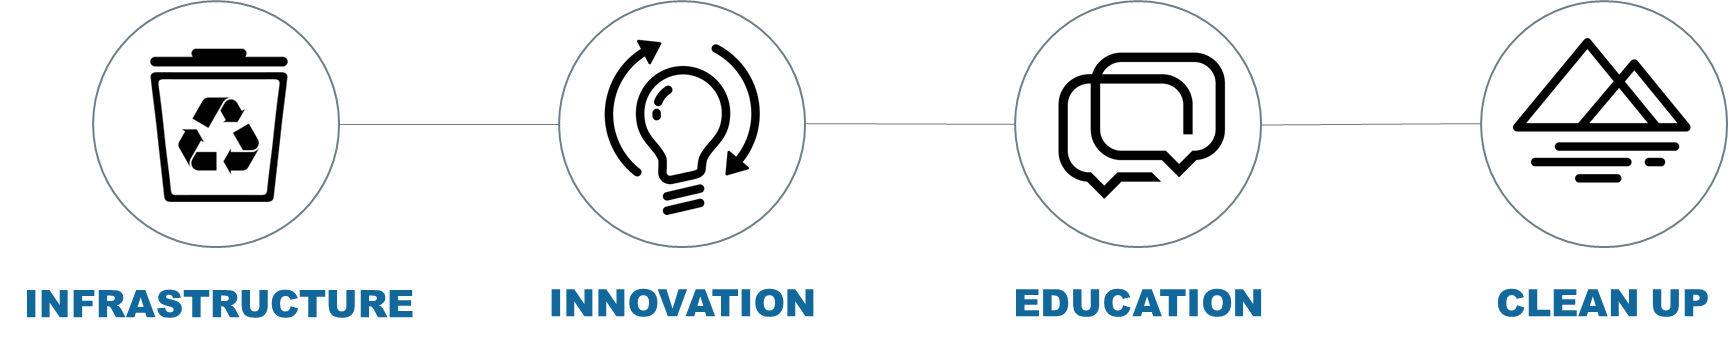 INFRASTRUCTURE
INNOVATION
EDUCATION
CLEAN UP